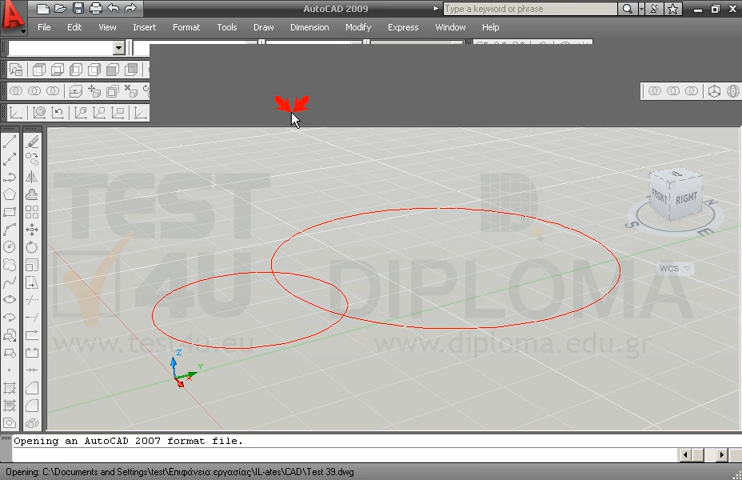 AutoCAD 2009
Type a keyword or phrase
File Edit View Insert Format Tools Draw Dimension Modify Express Window Help
TEST 4U
DIPLOMA
www.test4u.eu
www.diploma.edu.gr
FRONT RIGHT
S E N
WCS
Z
Y
X
Opening an AutoCAD 2007 format file.
Opening: C:\Documents and Settings\test\Επιφάνεια εργασίας\IL-ates\CAD\Test 39.dwg